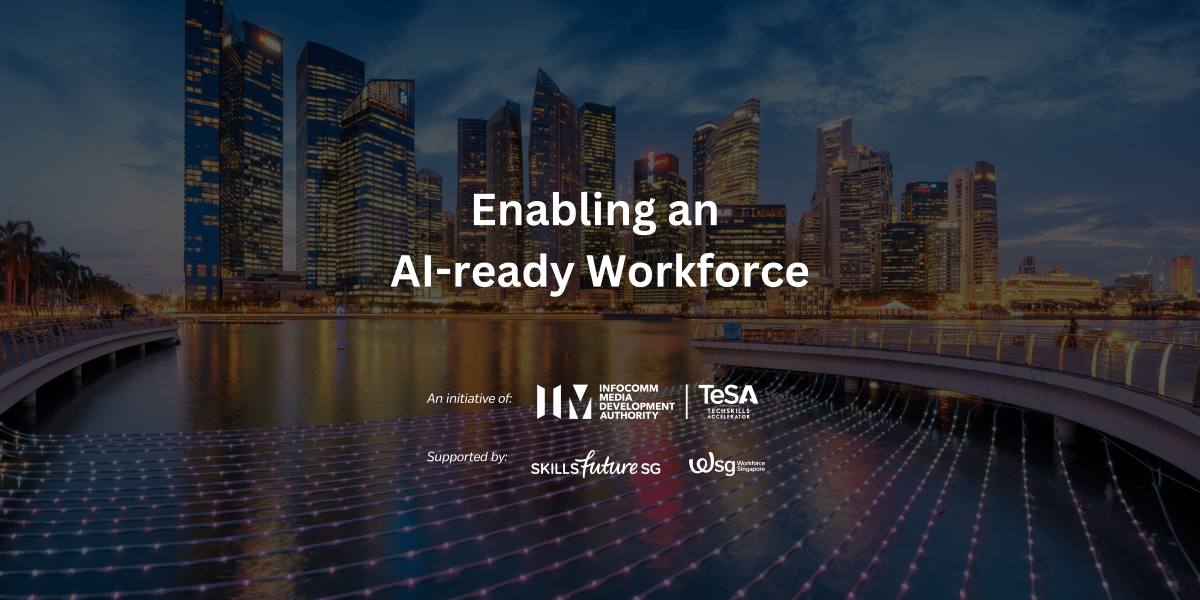 Enabling an
AI-ready Workforce
An initiative of:
INFOCOMM
MEDIA
DEVELOPMENT
AUTHORITY
TeSA
TECHSKILLS
ACCELERATOR
Supported by:
SKILLSfuture SG
wsg
Workforce
Singapore